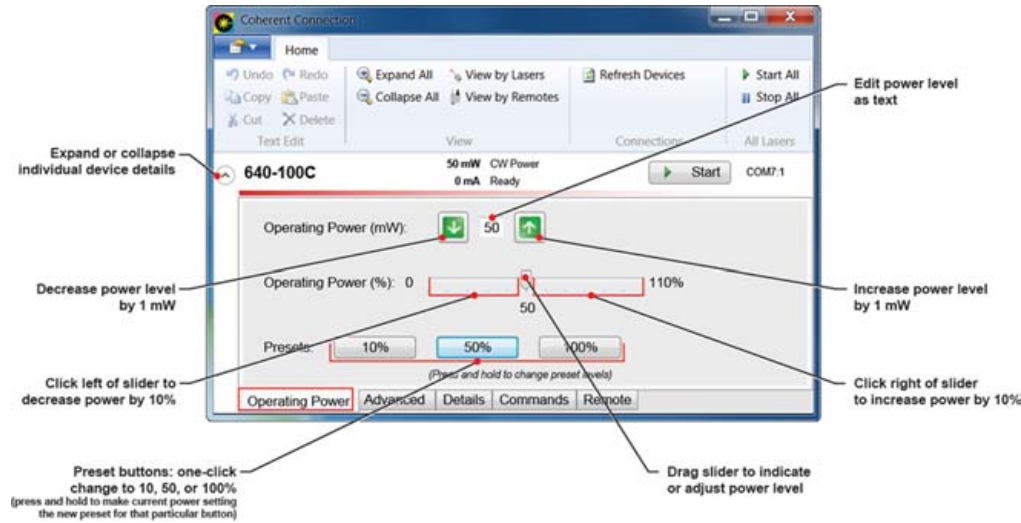 Coherent Connection
Home
Undo Redo
Expand All View by Lasers
Refresh Devices
Start All
Copy Paste
Collapse All View by Remotes
Stop All
Cut Delete
Text Edit
View
Connections
All Lasers
Edit power level
as text
Expand or collapse
individual device details
640-100C
50 mW CW Power
0 mA Ready
Start
COM7:1
Operating Power (mW): 50
Operating Power (%): 0 110%
50
Decrease power level
by 1 mW
Increase power level
by 1 mW
Presets: 10% 50% 100%
(Press and hold to change preset levels)
Click left of slider to
decrease power by 10%
Click right of slider
to increase power by 10%
Operating Power Advanced Details Commands Remote
Preset buttons: one-click
change to 10, 50, or 100%
(press and hold to make current power setting
the new preset for that particular button)
Drag slider to indicate
or adjust power level